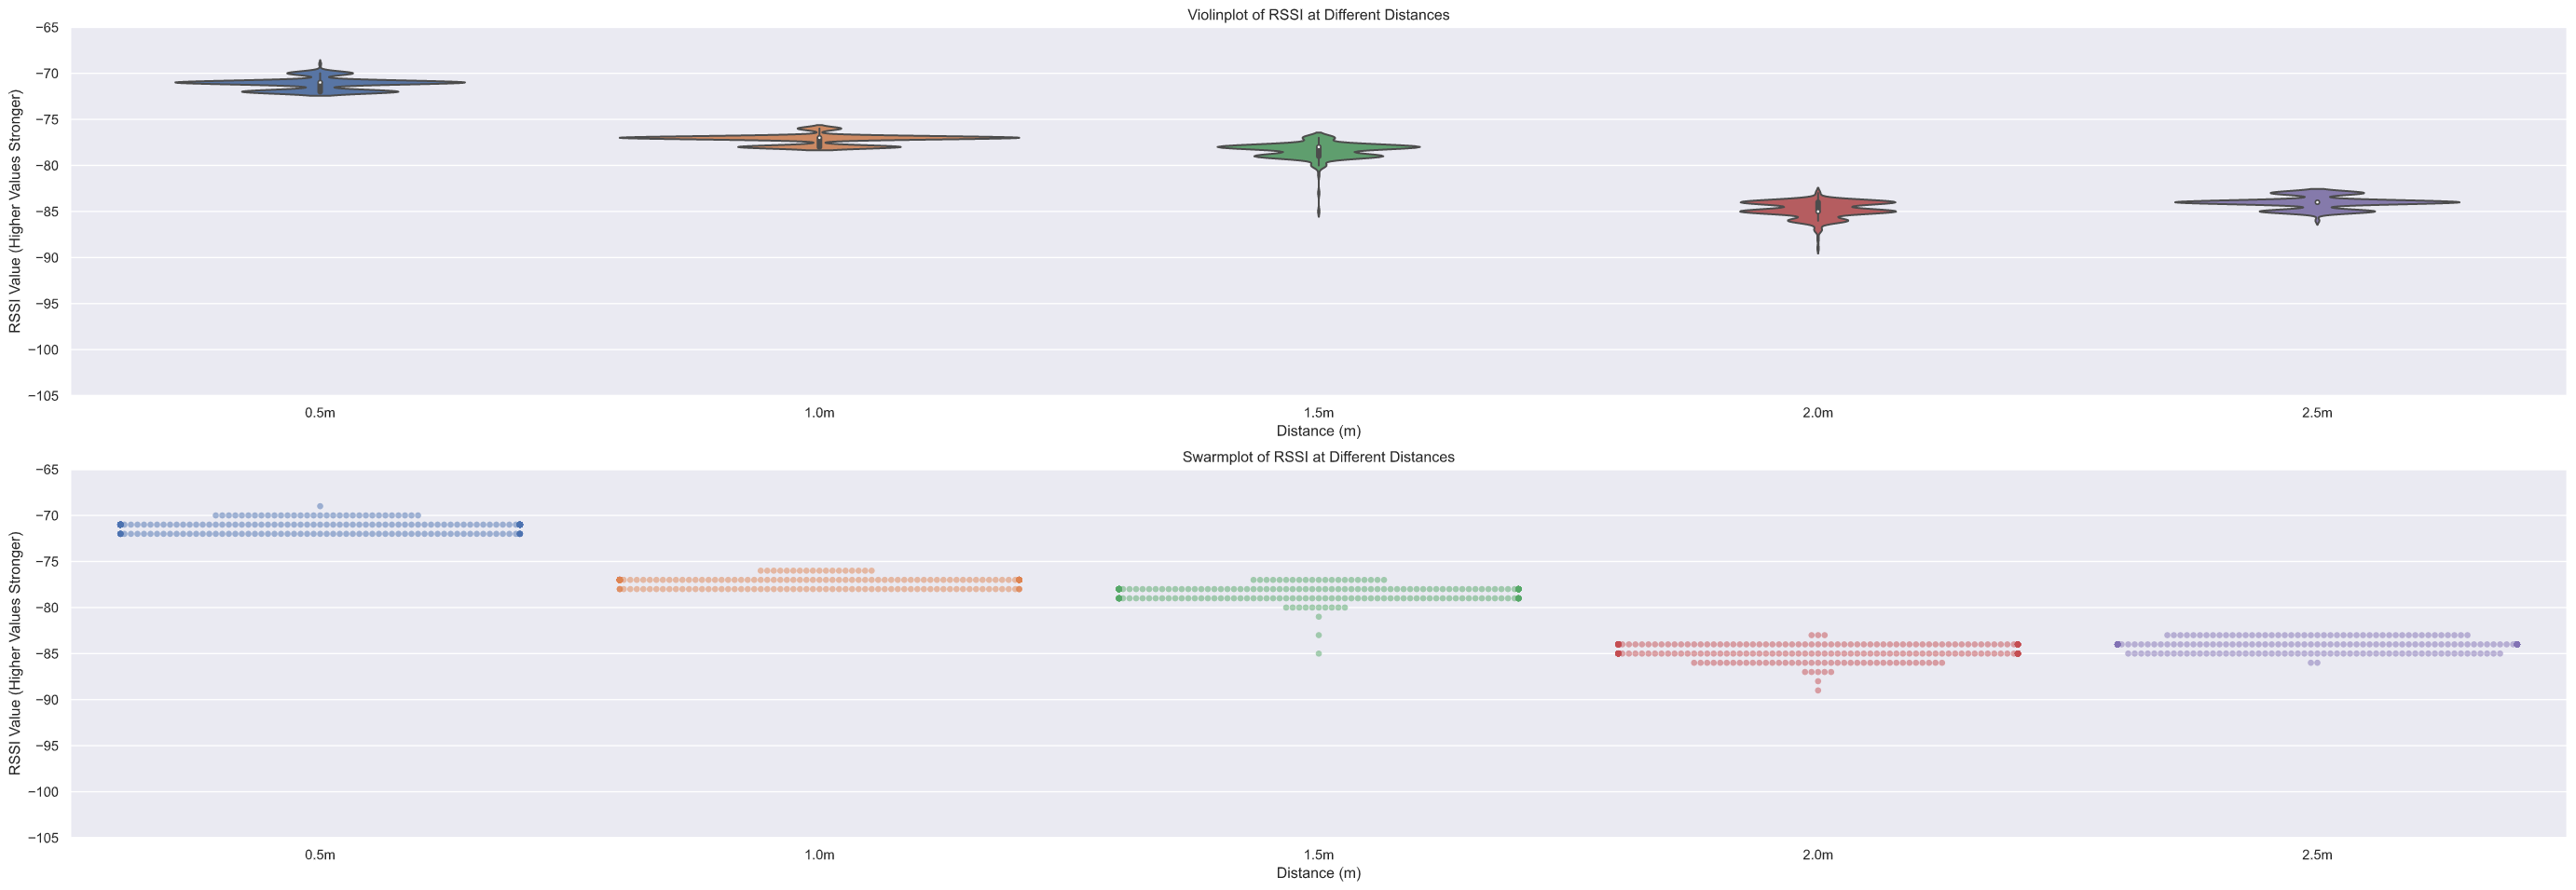 Violinplot of RSSI at Different Distances
RSSI Value (Higher Values Stronger)
−65
−70
−75
−80
−85
−90
−95
−100
−105
0.5m 1.0m 1.5m 2.0m 2.5m
Distance (m)
Swarmplot of RSSI at Different Distances
RSSI Value (Higher Values Stronger)
−65
−70
−75
−80
−85
−90
−95
−100
−105
0.5m 1.0m 1.5m 2.0m 2.5m
Distance (m)